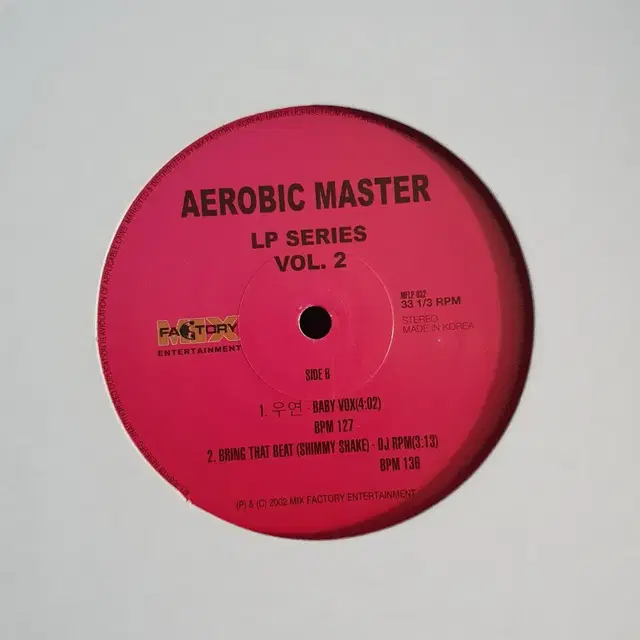 AEROBIC MASTER
LP SERIES
VOL. 2
MFLP 032
33 1/3 RPM
STEREO
MADE IN KOREA
MIX
FACTORY
ENTERTAINMENT
SIDE B
1. 우연 - BABY VOX(4:02)
BPM 127
2. BRING THAT BEAT (SHIMMY SHAKE) - DJ RPM(3:13)
BPM 136
(P) & (C) 2002 MIX FACTORY ENTERTAINMENT